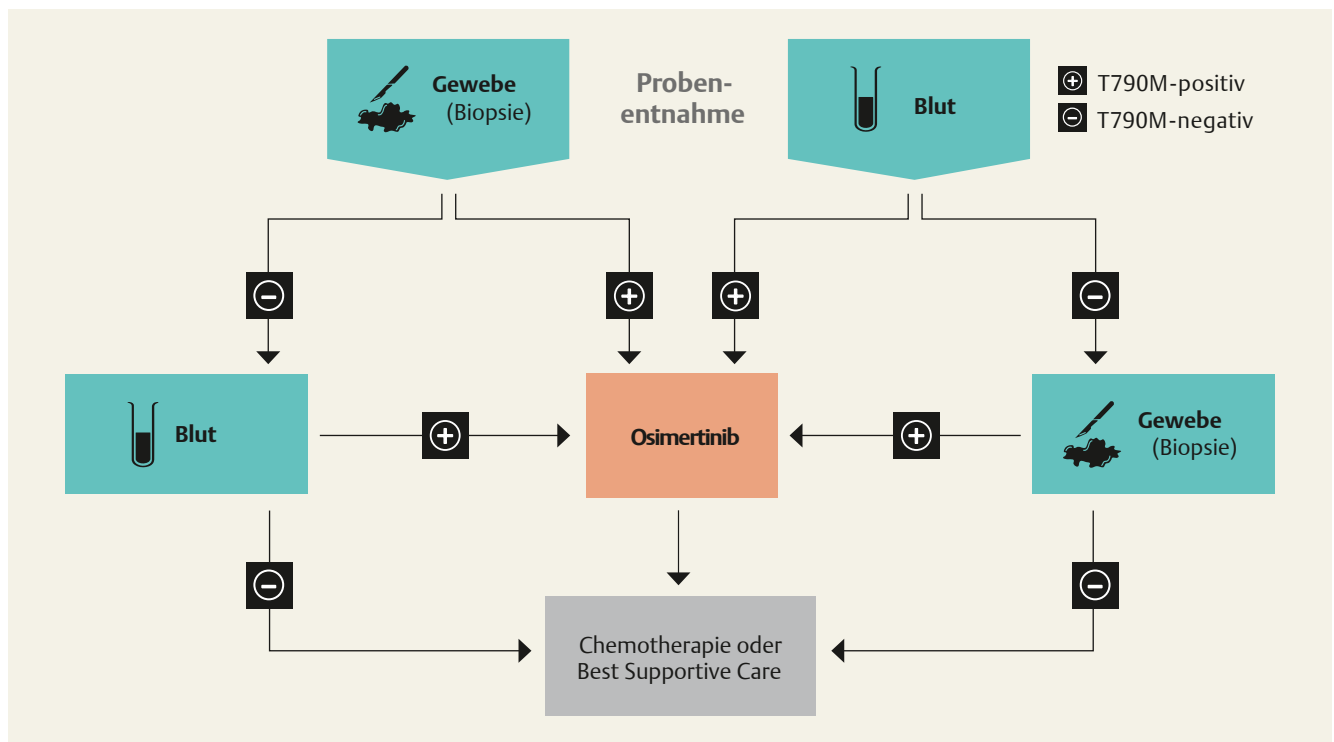 Gewebe
(Biopsie)
Proben-
entnahme
Blut
T790M-positiv
T790M-negativ
Blut
Osimertinib
Gewebe
(Biopsie)
Chemotherapie oder
Best Supportive Care